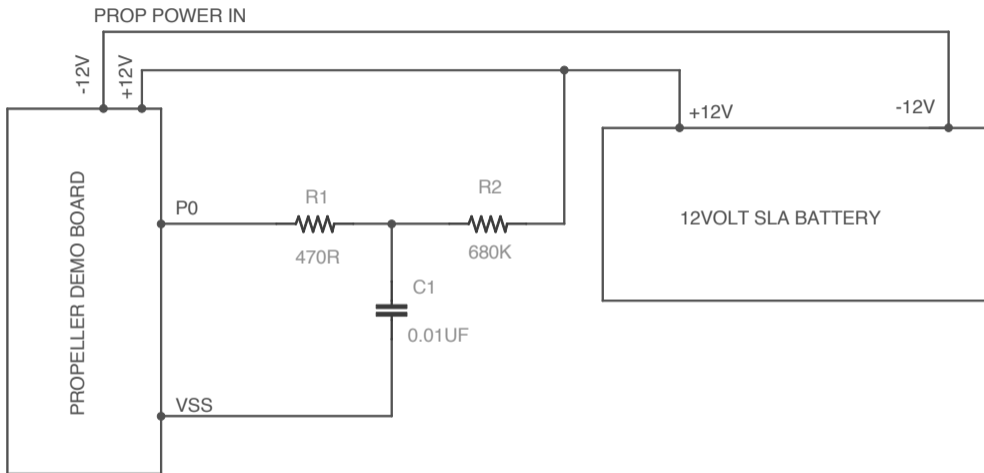 PROP POWER IN
-12V
+12V
+12V
-12V
PROPELLER DEMO BOARD
P0
R1
470R
R2
680K
C1
0.01UF
VSS
12VOLT SLA BATTERY